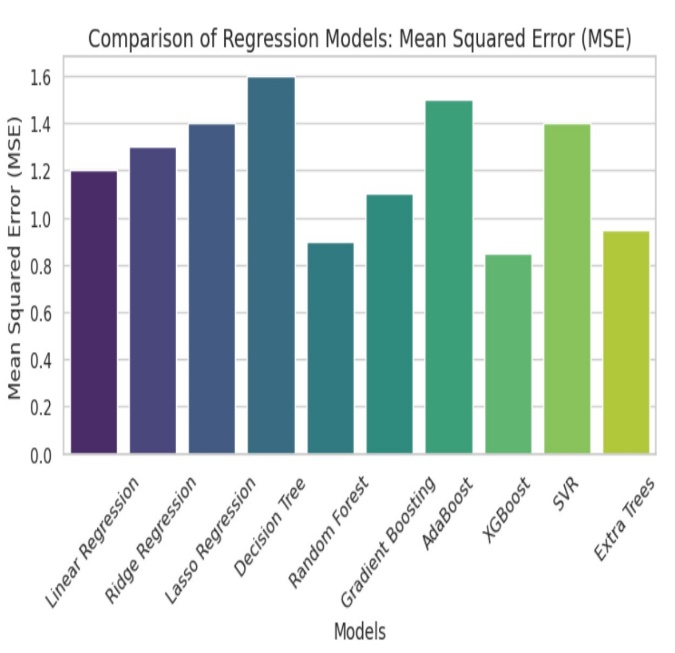 Comparison of Regression Models: Mean Squared Error (MSE)
Mean Squared Error (MSE)
1.6
1.4
1.2
1.0
0.8
0.6
0.4
0.2
0.0
Linear Regression
Ridge Regression
Lasso Regression
Decision Tree
Random Forest
Gradient Boosting
AdaBoost
XGBoost
SVR
Extra Trees
Models